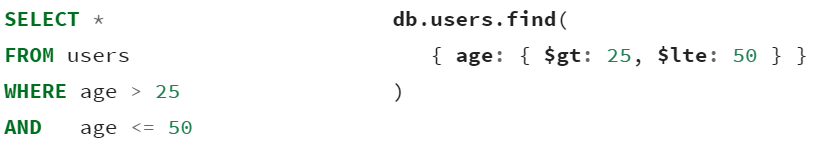 SELECT *
FROM users
WHERE age > 25
AND   age <= 50
db.users.find(
   { age: { $gt: 25, $lte: 50 } }
)